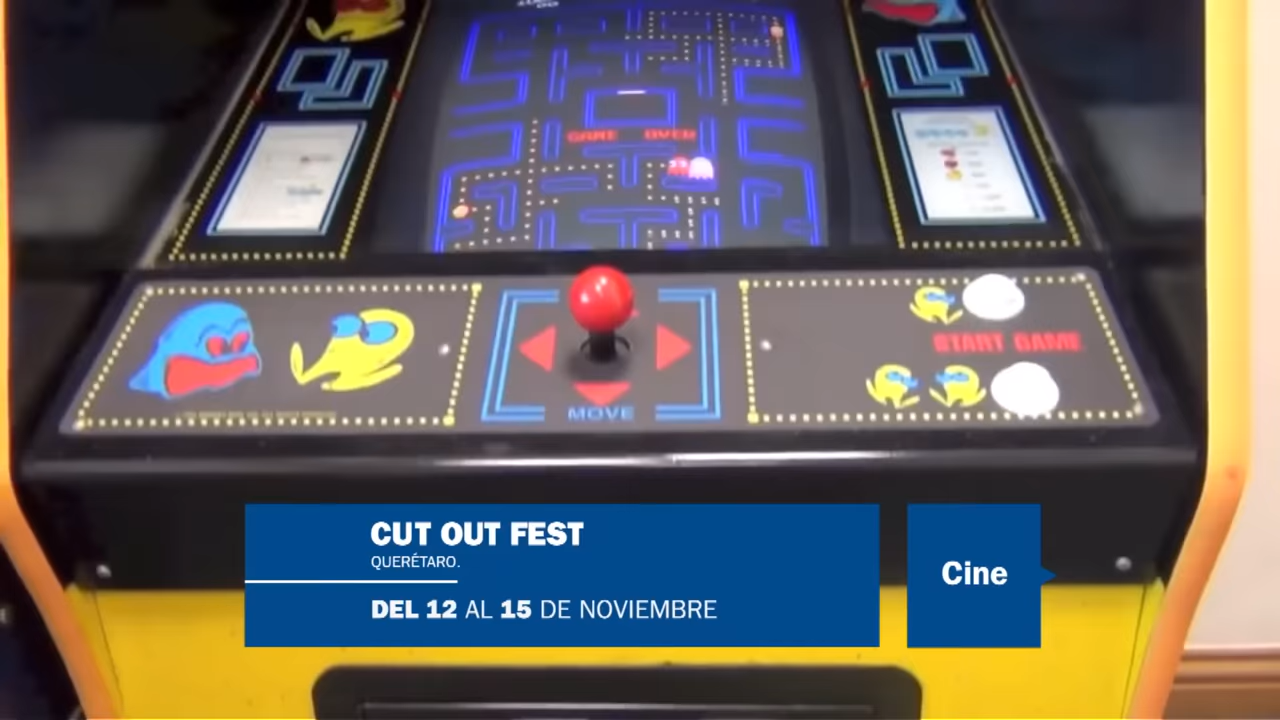 GAME OVER
START GAME
MOVE
CUT OUT FEST
QUERÉTARO.
DEL 12 AL 15 DE NOVIEMBRE
Cine